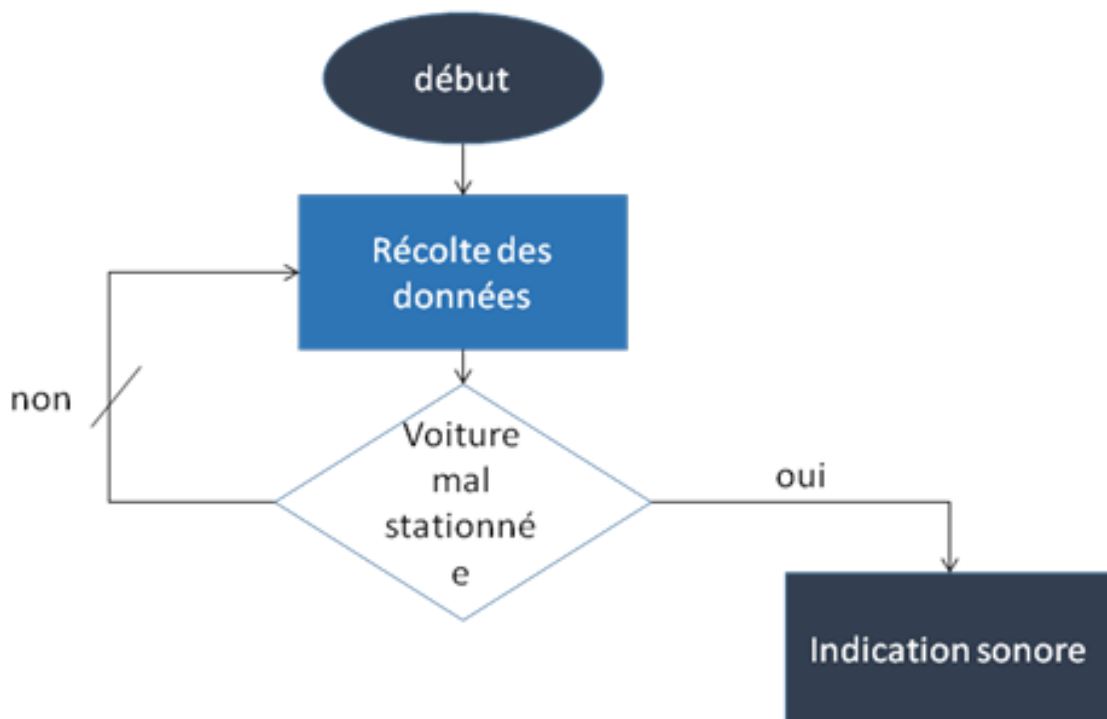 début
Récolte des
données
non
Voiture
mal
stationné
e
oui
Indication sonore